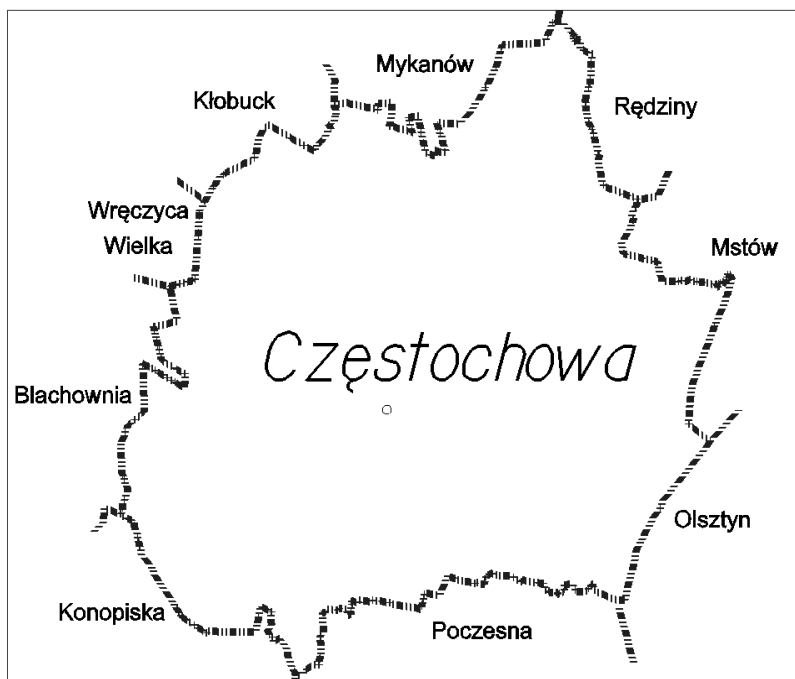 Mykanów
Kłobuck
Rędziny
Wręczyca
Wielka
Mstów
Częstochowa
Blachownia
Olsztyn
Konopiska
Poczesna